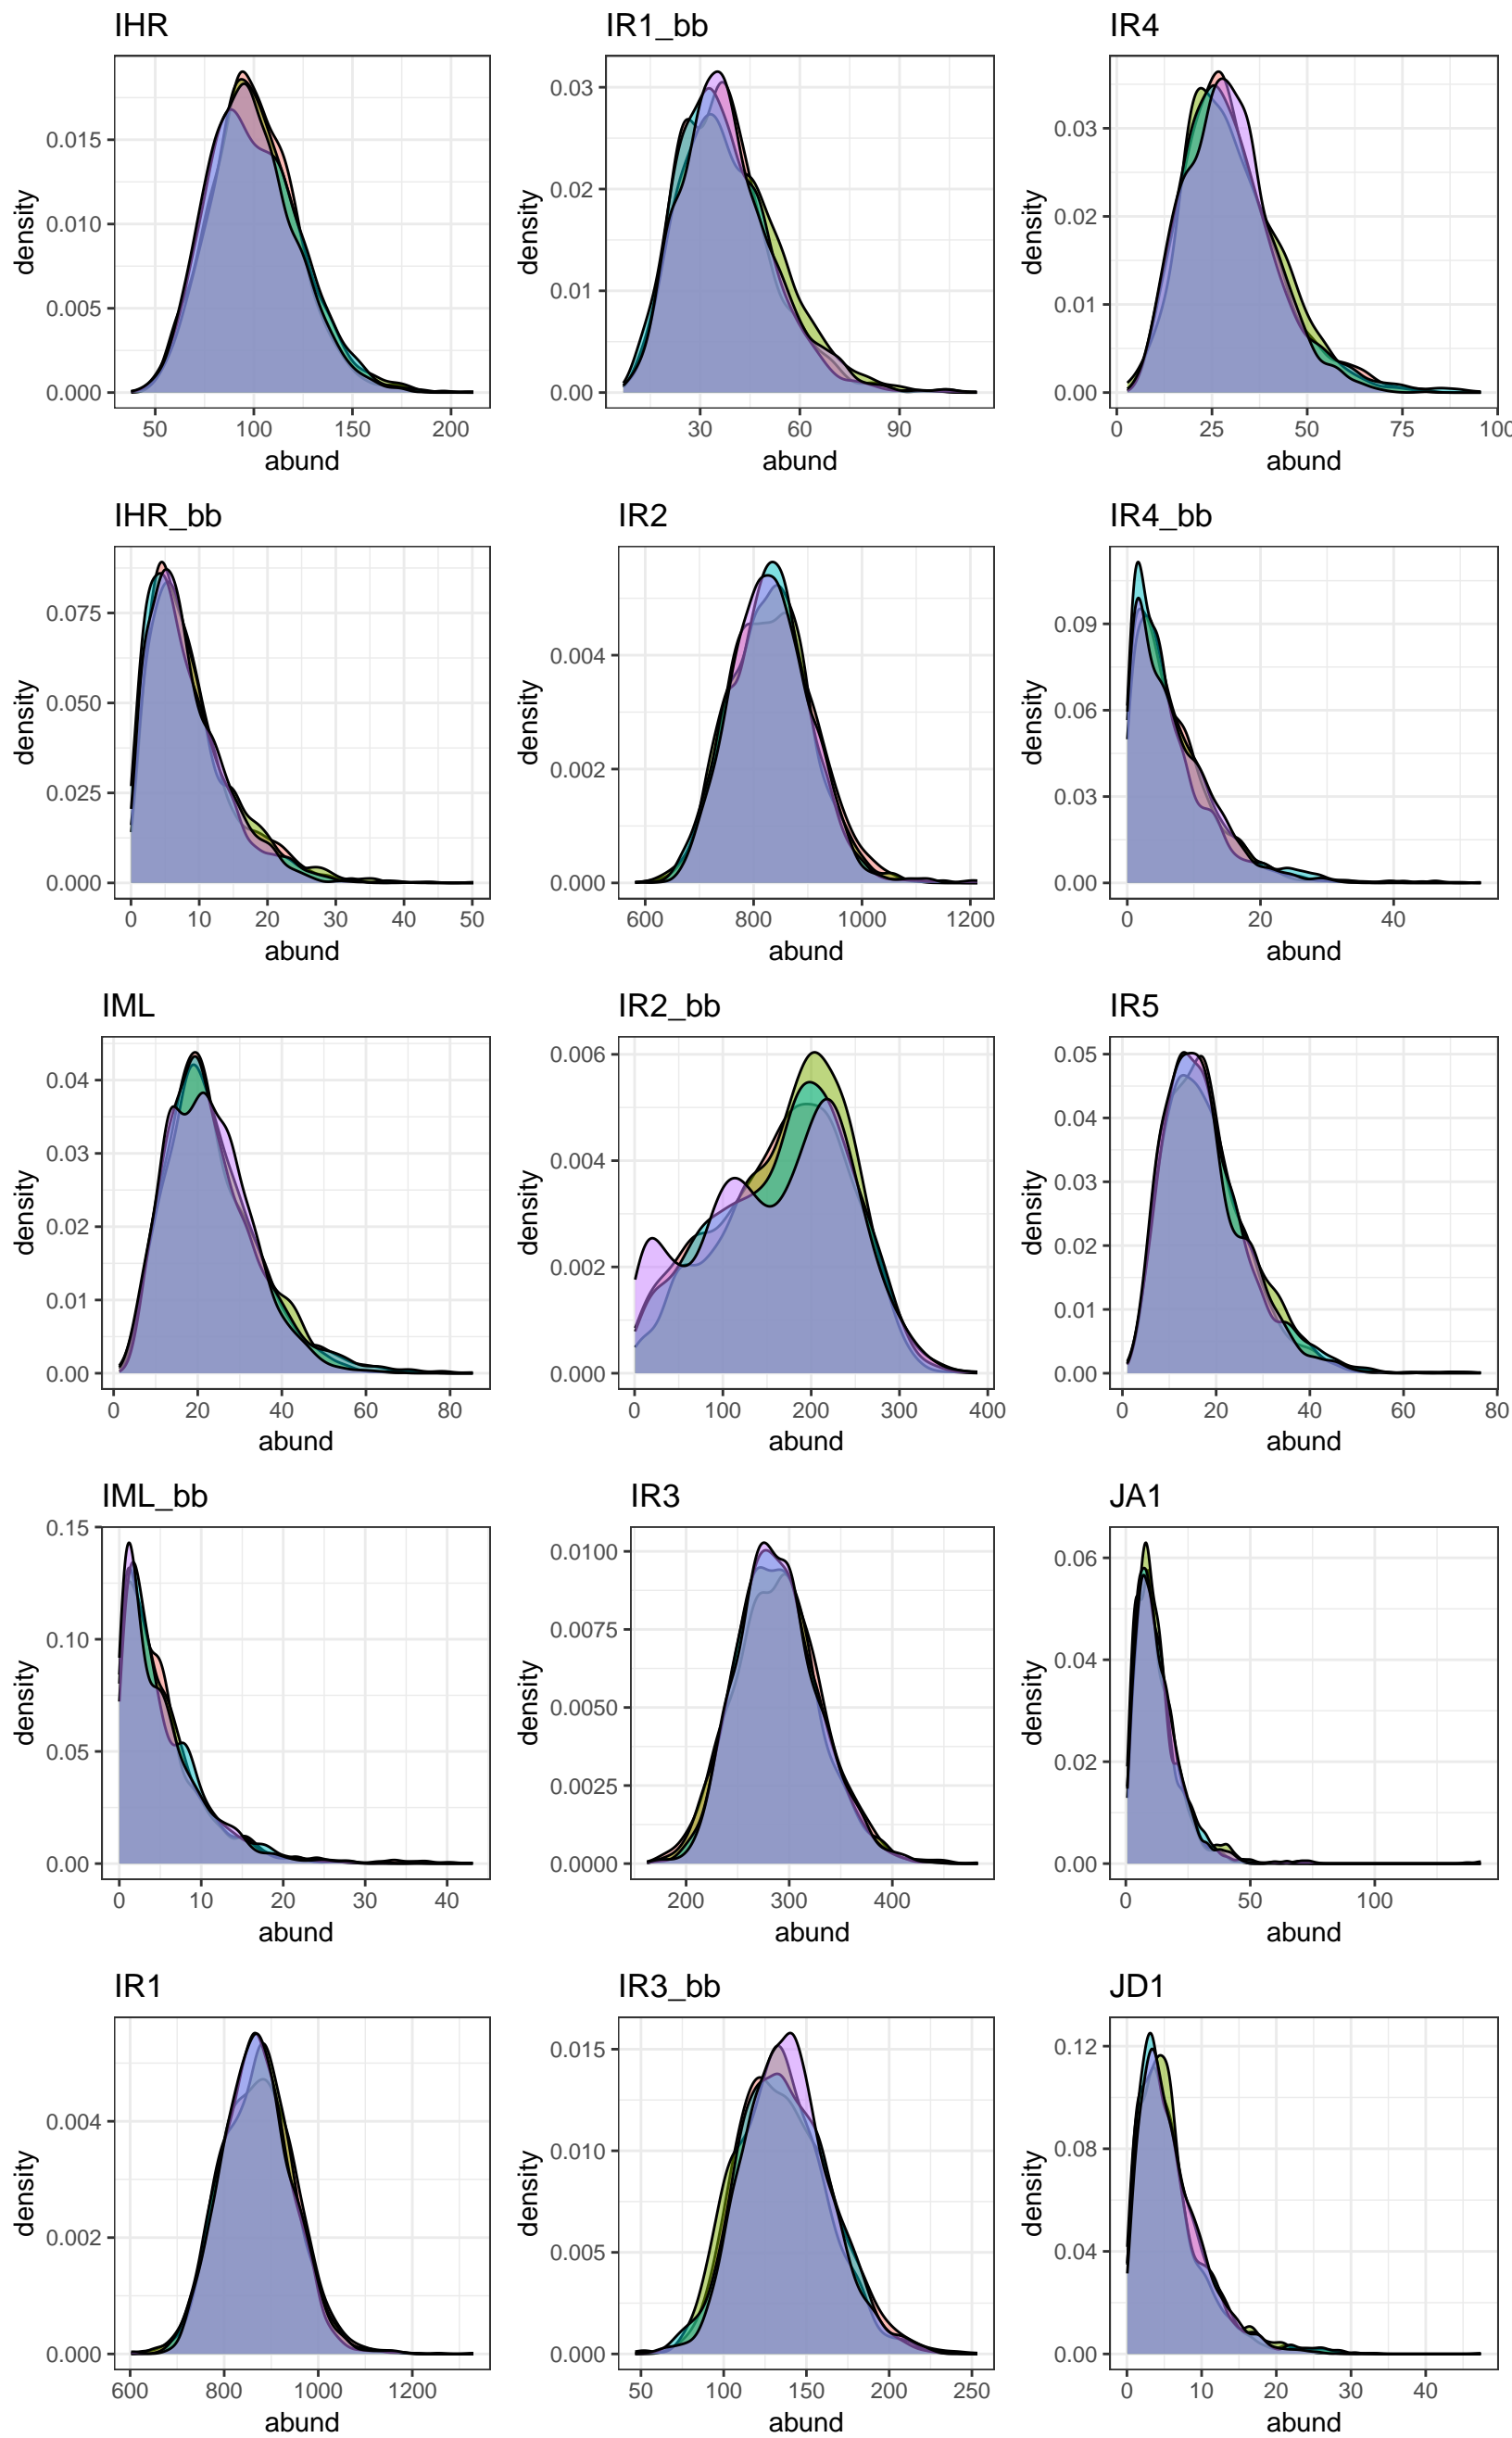 IHR
IR1_bb
IR4
density
0.015
0.010
0.005
0.000
50 100 150 200
abund
density
0.03
0.02
0.01
0.00
30 60 90
abund
density
0.03
0.02
0.01
0.00
0 25 50 75 100
abund
IHR_bb
IR2
IR4_bb
density
0.075
0.050
0.025
0.000
0 10 20 30 40 50
abund
density
0.004
0.002
0.000
600 800 1000 1200
abund
density
0.09
0.06
0.03
0.00
0 20 40
abund
IML
IR2_bb
IR5
density
0.04
0.03
0.02
0.01
0.00
0 20 40 60 80
abund
density
0.006
0.004
0.002
0.000
0 100 200 300 400
abund
density
0.05
0.04
0.03
0.02
0.01
0.00
0 20 40 60 80
abund
IML_bb
IR3
JA1
density
0.15
0.10
0.05
0.00
0 10 20 30 40
abund
density
0.0100
0.0075
0.0050
0.0025
0.0000
200 300 400
abund
density
0.06
0.04
0.02
0.00
0 50 100
abund
IR1
IR3_bb
JD1
density
0.004
0.002
0.000
600 800 1000 1200
abund
density
0.015
0.010
0.005
0.000
50 100 150 200 250
abund
density
0.12
0.08
0.04
0.00
0 10 20 30 40
abund